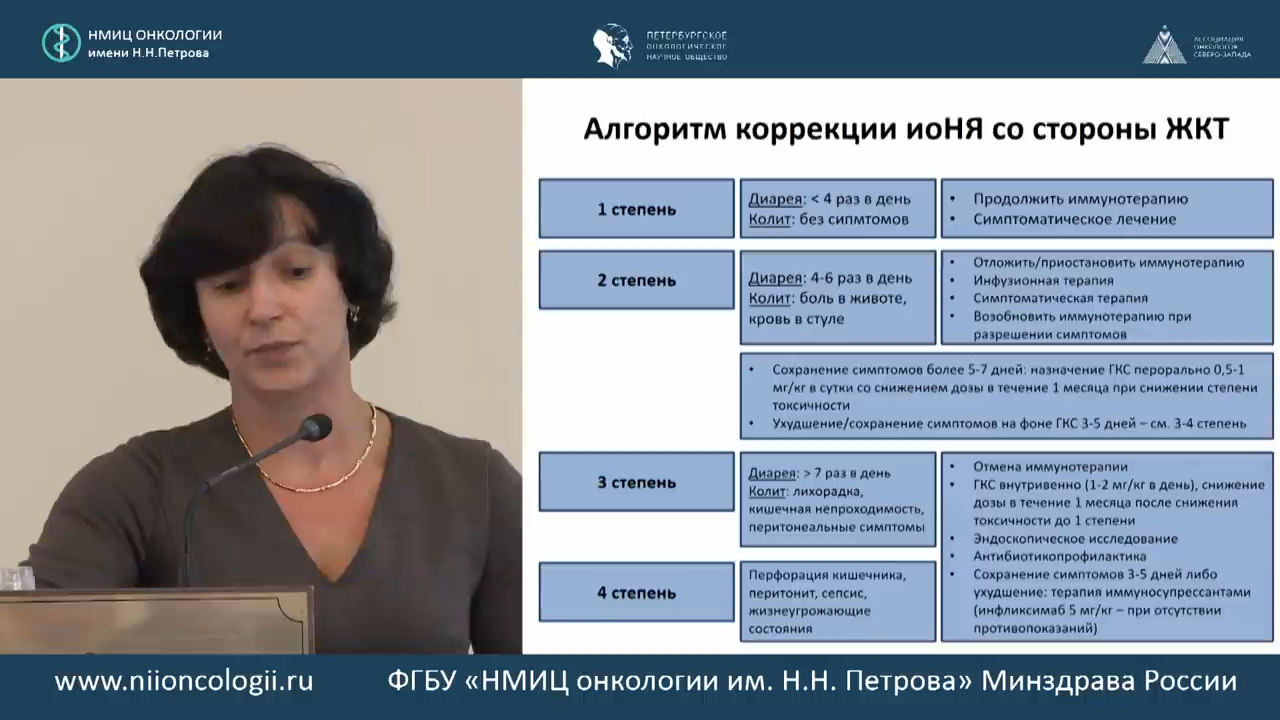 НМИЦ ОНКОЛОГИИ
имени Н.Н.Петрова
ПЕТЕРБУРГСКОЕ
ОНКОЛОГИЧЕСКОЕ
НАУЧНОЕ ОБЩЕСТВО
АССОЦИАЦИЯ
ОНКОЛОГОВ
СЕВЕРО-ЗАПАДА
Алгоритм коррекции иоНЯ со стороны ЖКТ
1 степень
Диарея: < 4 раз в день
Колит: без сипмтомов
• Продолжить иммунотерапию
• Симптоматическое лечение
2 степень
Диарея: 4-6 раз в день
Колит: боль в животе,
кровь в стуле
• Отложить/приостановить иммунотерапию
• Инфузионная терапия
• Симптоматическая терапия
• Возобновить иммунотерапию при
разрешении симптомов
• Сохранение симптомов более 5-7 дней: назначение ГКС перорально 0,5-1
мг/кг в сутки со снижением дозы в течение 1 месяца при снижении степени
токсичности
• Ухудшение/сохранение симптомов на фоне ГКС 3-5 дней – см. 3-4 степень
3 степень
Диарея: > 7 раз в день
Колит: лихорадка,
кишечная непроходимость,
перитонеальные симптомы
4 степень
Перфорация кишечника,
перитонит, сепсис,
жизнеугрожающие
состояния
• Отмена иммунотерапии
• ГКС внутривенно (1-2 мг/кг в день), снижение
дозы в течение 1 месяца после снижения
токсичности до 1 степени
• Эндоскопическое исследование
• Антибиотикопрофилактика
• Сохранение симптомов 3-5 дней либо
ухудшение: терапия иммуносупрессантами
(инфликсимаб 5 мг/кг – при отсутствии
противопоказаний)
www.niioncologii.ru
ФГБУ «НМИЦ онкологии им. Н.Н. Петрова» Минздрава России